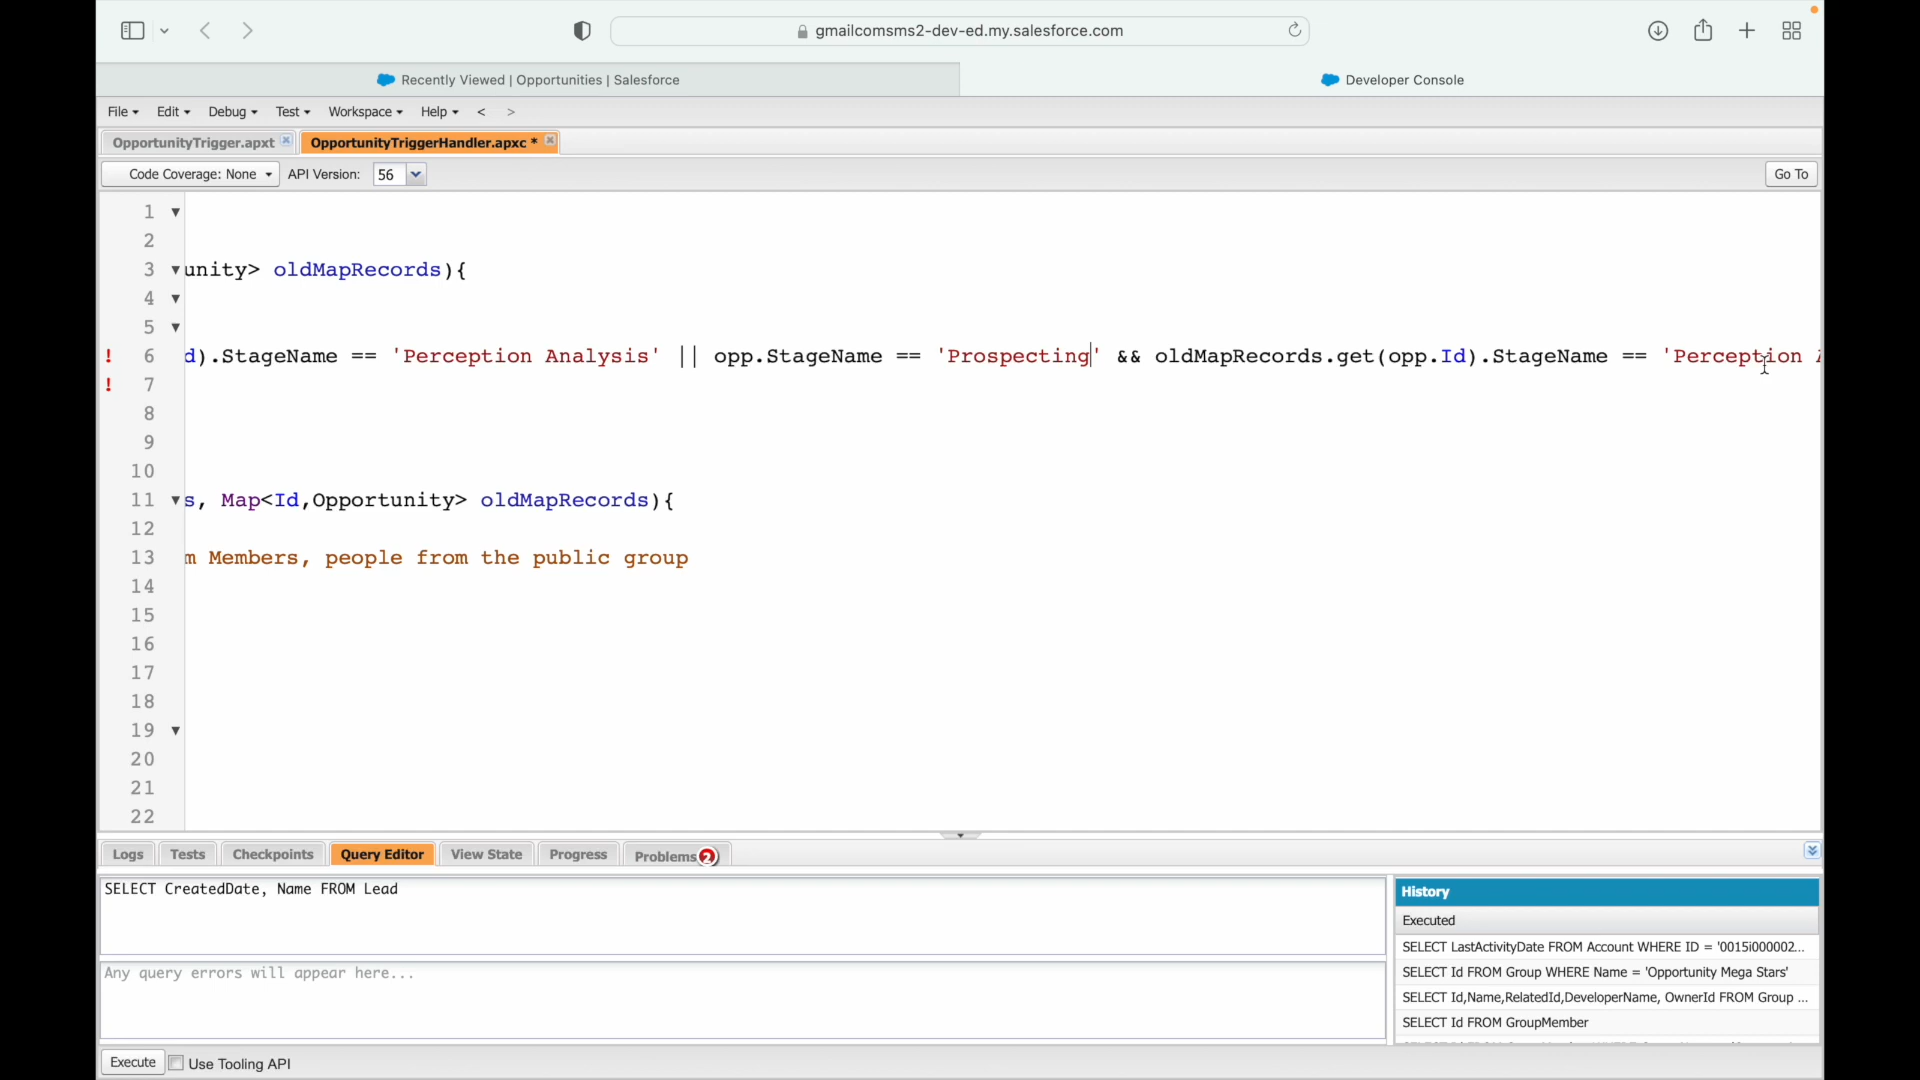 gmailcomsms2-dev-ed.my.salesforce.com
Recently Viewed | Opportunities | Salesforce
Developer Console
File Edit Debug Test Workspace Help < >
OpportunityTrigger.apxt
OpportunityTriggerHandler.apxc *
Code Coverage: None API Version: 56 Go To
1
2
3 unity> oldMapRecords){
4
5
! 6 d).StageName == 'Perception Analysis' || opp.StageName == 'Prospecting' && oldMapRecords.get(opp.Id).StageName == 'Perception
! 7
8
9
10
11 s, Map<Id,Opportunity> oldMapRecords){
12
13 m Members, people from the public group
14
15
16
17
18
19
20
21
22
Logs Tests Checkpoints Query Editor View State Progress Problems 2
SELECT CreatedDate, Name FROM Lead
Any query errors will appear here...
History
Executed
SELECT LastActivityDate FROM Account WHERE ID = '0015i000002...
SELECT Id FROM Group WHERE Name = 'Opportunity Mega Stars'
SELECT Id,Name,RelatedId,DeveloperName, OwnerId FROM Group ...
SELECT Id FROM GroupMember
Execute Use Tooling API